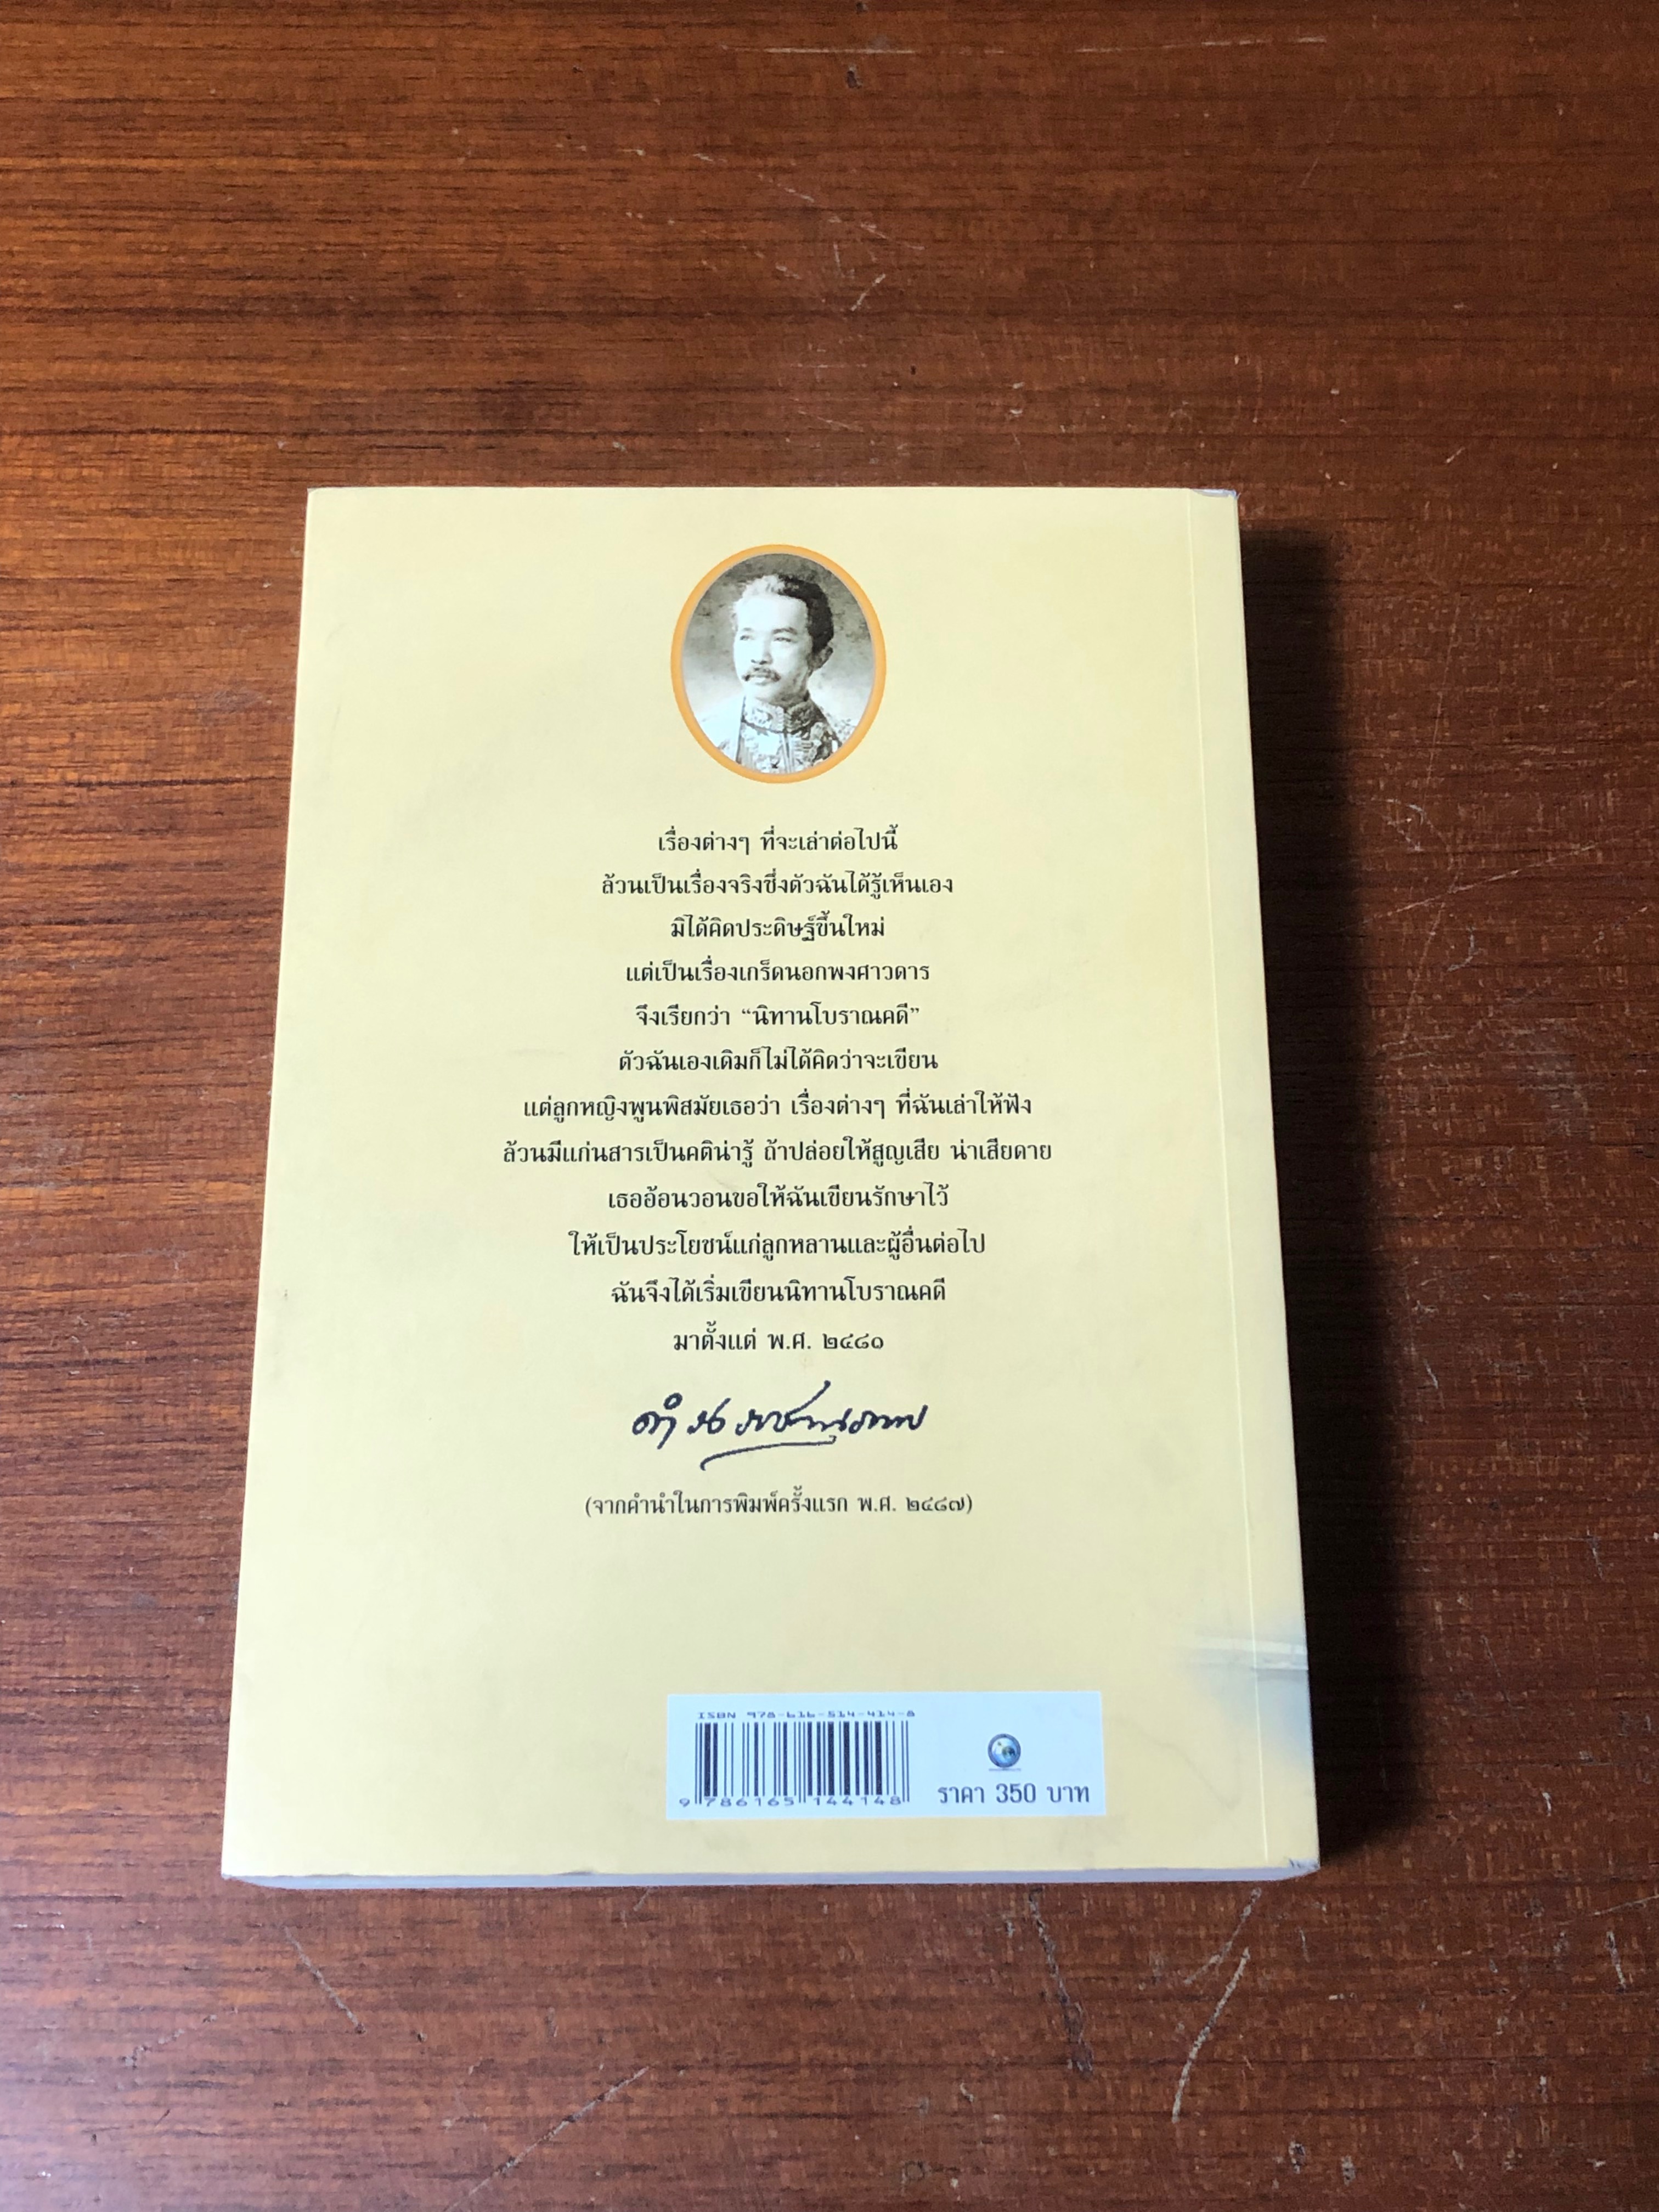 เรื่องต่างๆ ที่จะเล่าต่อไปนี้
ล้วนเป็นเรื่องจริงซึ่งตัวฉันได้รู้เห็นเอง
มิได้คิดประดิษฐ์ขึ้นใหม่
แต่เป็นเรื่องเกร็ดนอกพงศาวดาร
จึงเรียกว่า “นิทานโบราณคดี”
ตัวฉันเองเดิมก็ไม่ได้คิดว่าจะเขียน
แต่ลูกหญิงพูนพิสมัยเธอว่า เรื่องต่างๆ ที่ฉันเล่าให้ฟัง
ล้วนมีแก่นสารเป็นคติน่ารู้ ถ้าปล่อยให้สูญเสีย น่าเสียดาย
เธออ้อนวอนขอให้ฉันเขียนรักษาไว้
ให้เป็นประโยชน์แก่ลูกหลานและผู้อื่นต่อไป
ฉันจึงได้เริ่มเขียนนิทานโบราณคดี
มาตั้งแต่ พ.ศ. ๒๔๘๑
ดำรงราชานุภาพ
(จากคำนำในการพิมพ์ครั้งแรก พ.ศ. ๒๔๘๗)
ISBN 978-616-514-414-8
9 786165 144148
ราคา 350 บาท